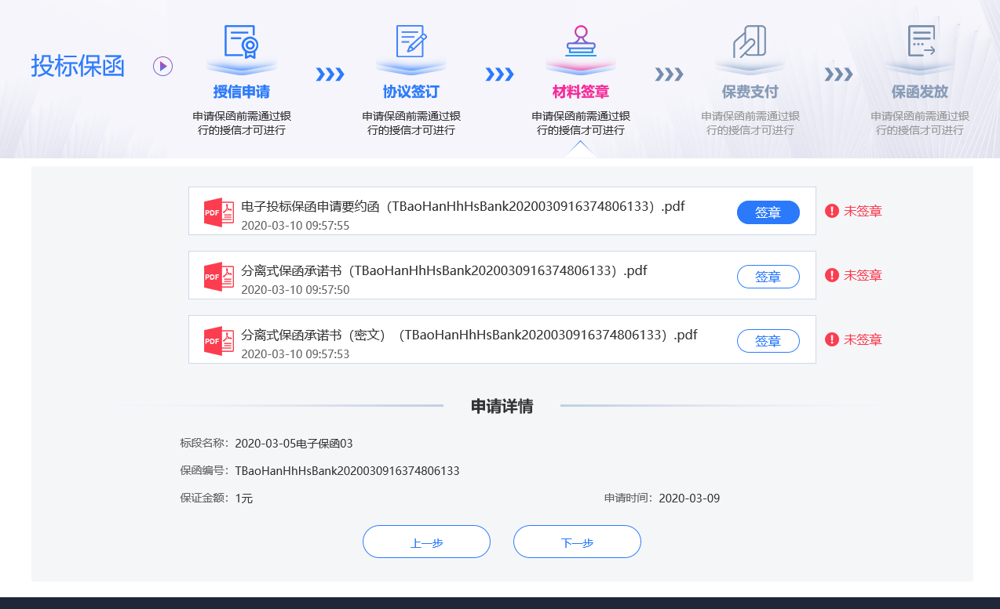 投标保函
授信申请
申请保函前需通过银
行的授信才可进行
协议签订
申请保函前需通过银
行的授信才可进行
材料签章
申请保函前需通过银
行的授信才可进行
保费支付
申请保函前需通过银
行的授信才可进行
保函发放
申请保函前需通过银
行的授信才可进行
PDF
电子投标保函申请要约函（TBaoHanHhHsBank2020030916374806133）.pdf
2020-03-10 09:57:55
签章
未签章
PDF
分离式保函承诺书（TBaoHanHhHsBank2020030916374806133）.pdf
2020-03-10 09:57:50
签章
未签章
PDF
分离式保函承诺书（密文）（TBaoHanHhHsBank2020030916374806133）.pdf
2020-03-10 09:57:53
签章
未签章
申请详情
标段名称：2020-03-05电子保函03
保函编号：TBaoHanHhHsBank2020030916374806133
保证金额：1元
申请时间：2020-03-09
上一步
下一步